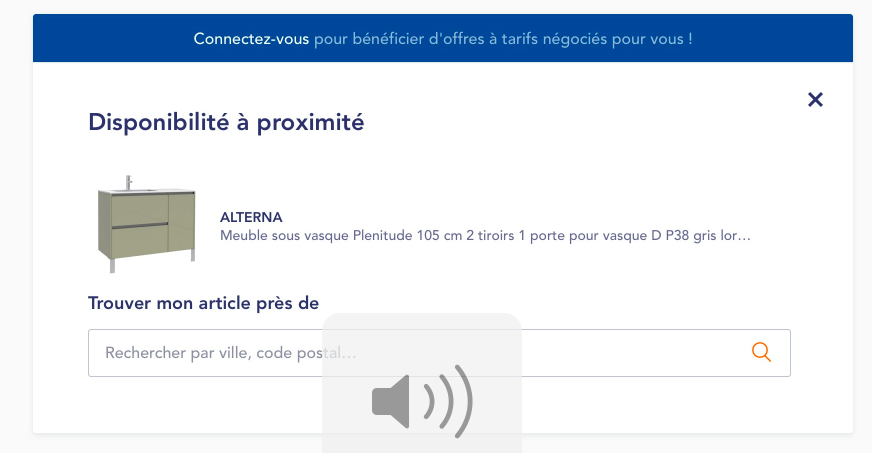 Connectez-vous pour bénéficier d'offres à tarifs négociés pour vous !
Disponibilité à proximité
ALTERNA
Meuble sous vasque Plenitude 105 cm 2 tiroirs 1 porte pour vasque D P38 gris lor...
Trouver mon article près de
Rechercher par ville, code postal...